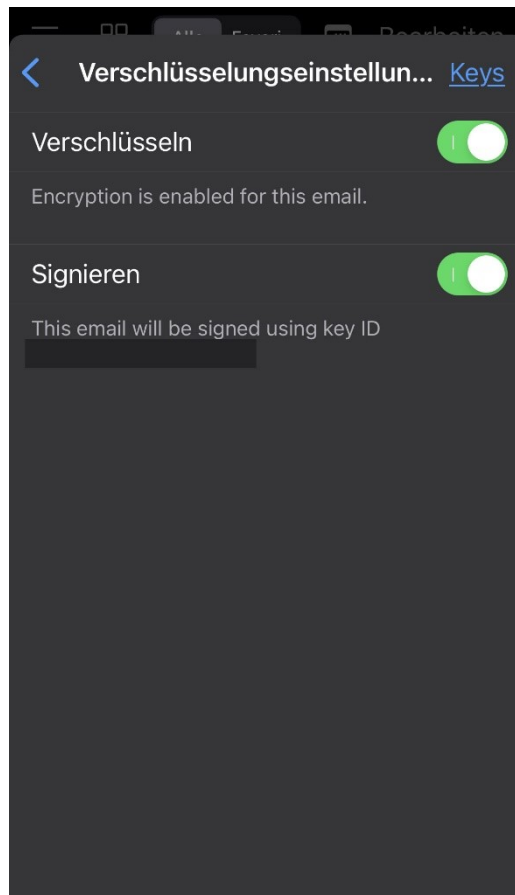 Verschlüsselungseinstellun... Keys
Verschlüsseln
Encryption is enabled for this email.
Signieren
This email will be signed using key ID